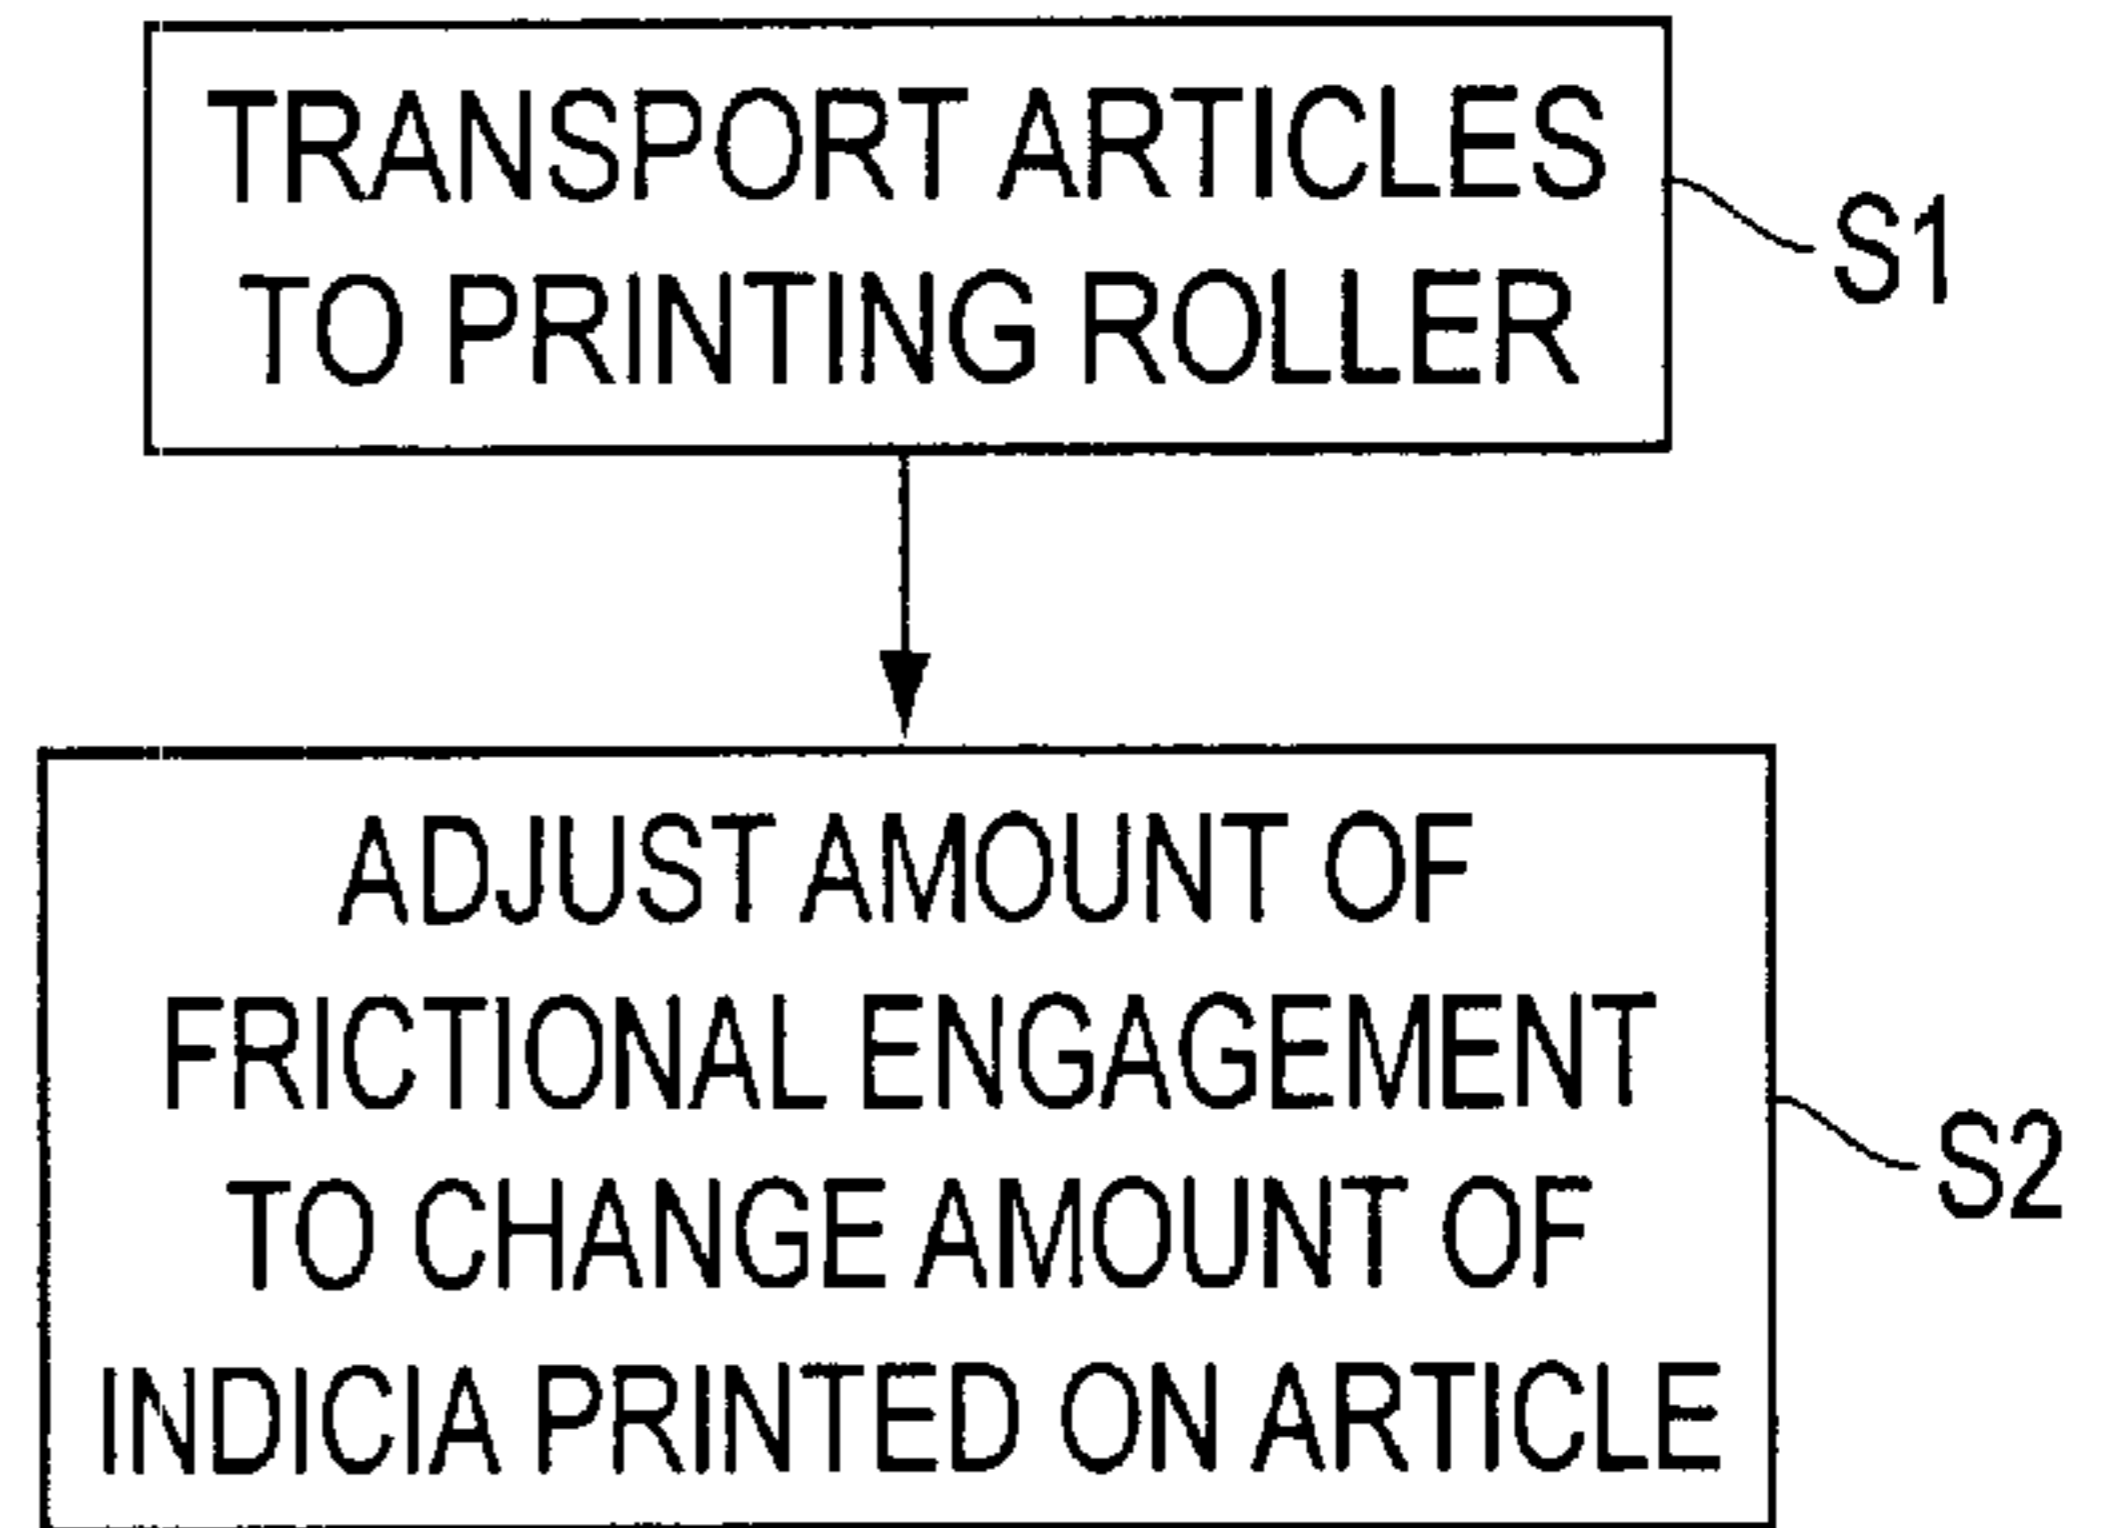 TRANSPORT ARTICLES
TO PRINTING ROLLER
S1
ADJUST AMOUNT OF
FRICTIONAL ENGAGEMENT
TO CHANGE AMOUNT OF
INDICIA PRINTED ON ARTICLE
S2